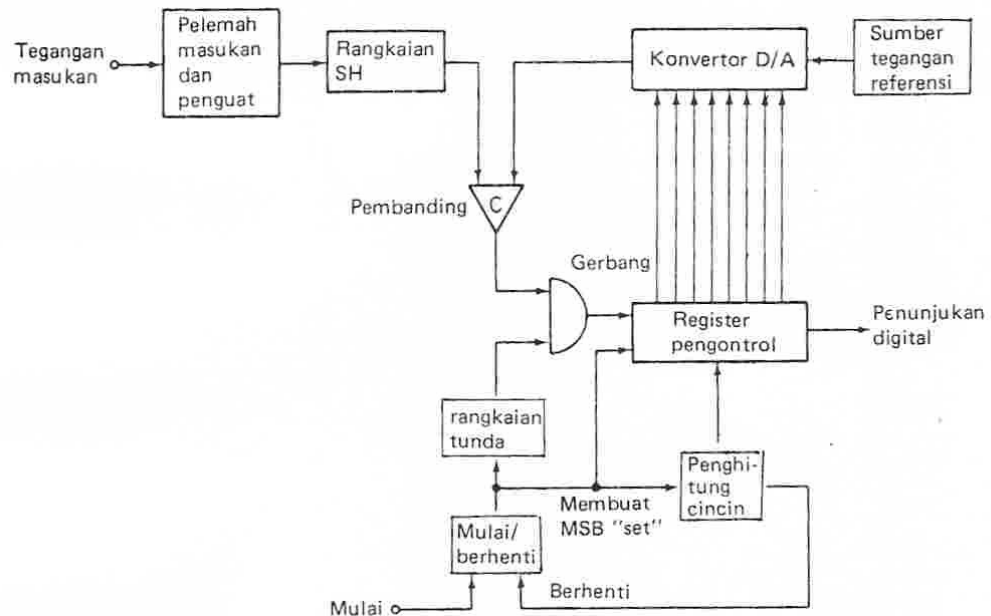 Tegangan
masukan
Pelemah
masukan
dan
penguat
Rangkaian
SH
Konvertor D/A
Sumber
tegangan
referensi
Pembanding
C
Gerbang
Register
pengontrol
Penunjukan
digital
rangkaian
tunda
Membuat
MSB "set"
Penghi-
tung
cincin
Mulai/
berhenti
Berhenti
Mulai